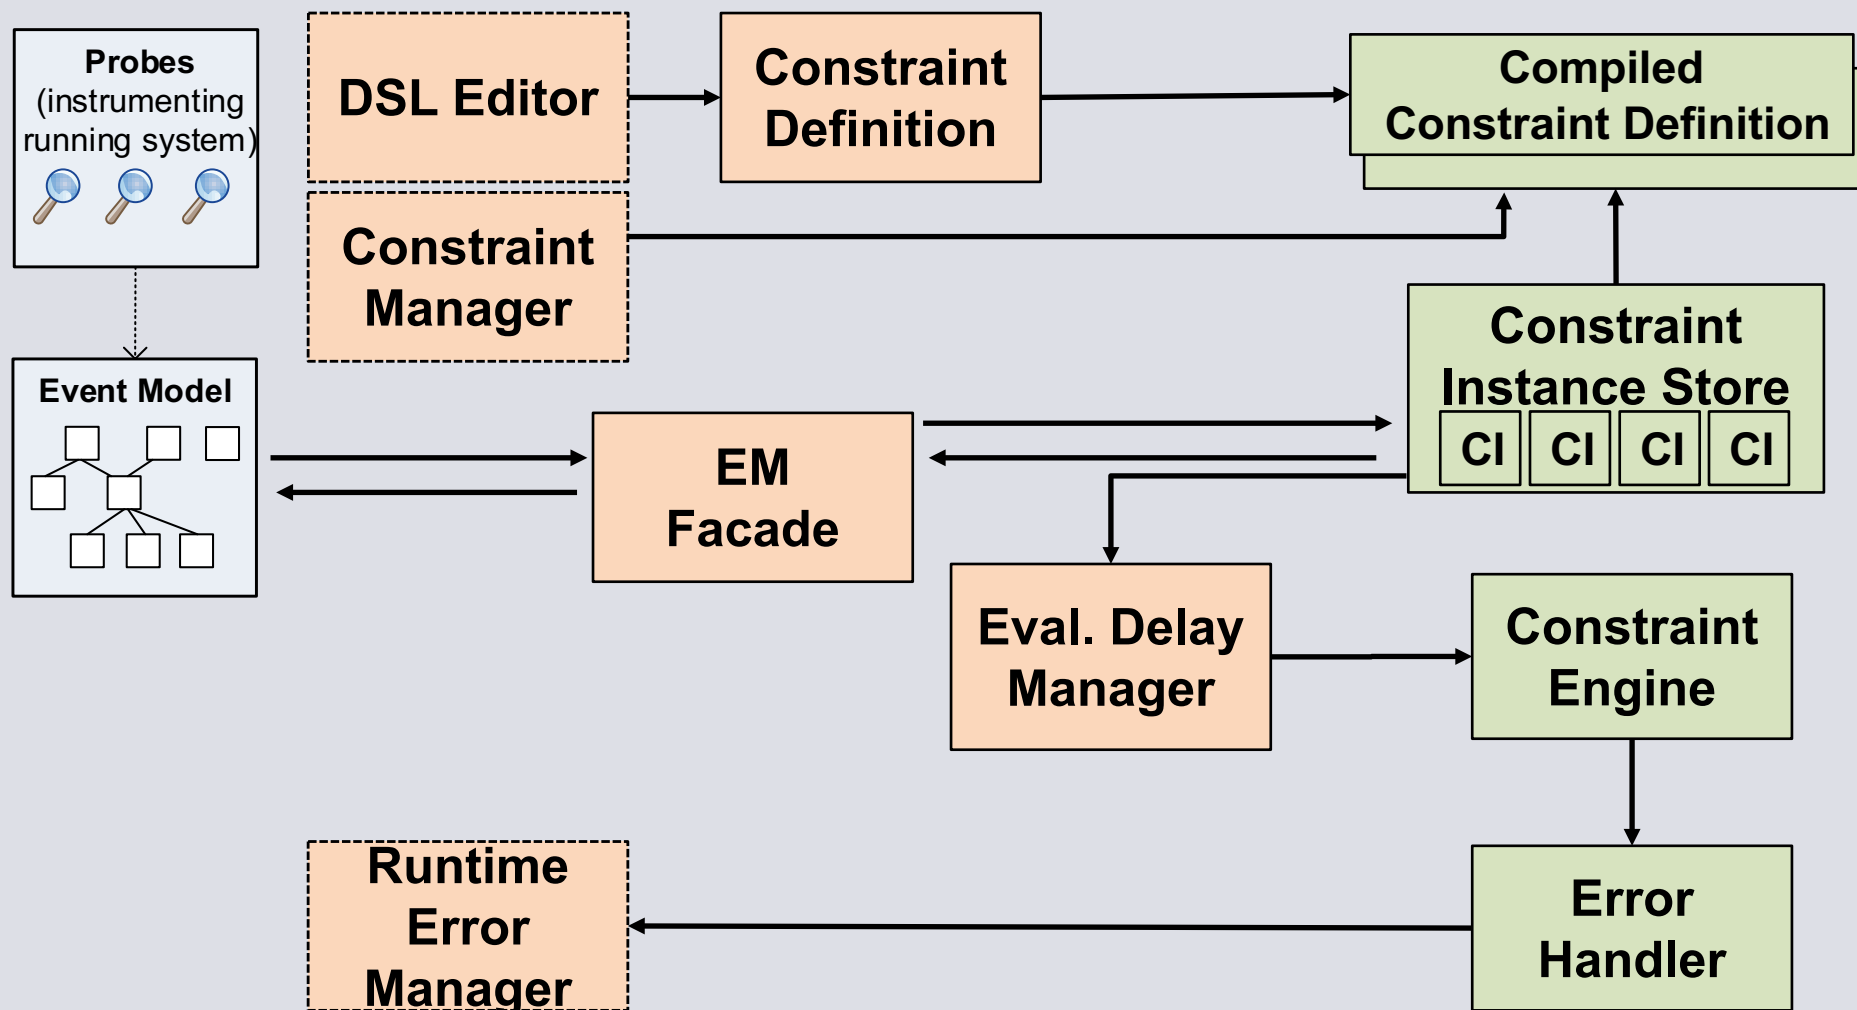 Probes
(instrumenting
running system)
DSL Editor
Constraint
Definition
Compiled
Constraint Definition
Constraint
Manager
Constraint
Instance Store
CI CI CI CI
Event Model
EM
Facade
Eval. Delay
Manager
Constraint
Engine
Runtime
Error
Manager
Error
Handler